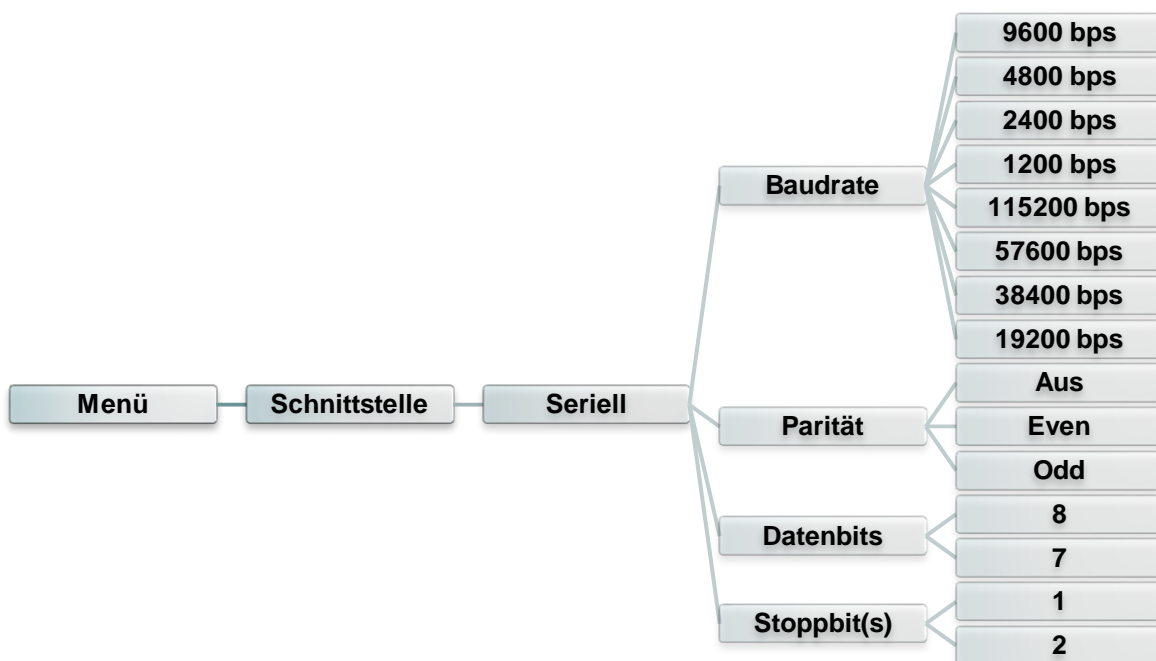 Menü
Schnittstelle
Seriell
Baudrate
9600 bps
4800 bps
2400 bps
1200 bps
115200 bps
57600 bps
38400 bps
19200 bps
Parität
Aus
Even
Odd
Datenbits
8
7
Stoppbit(s)
1
2